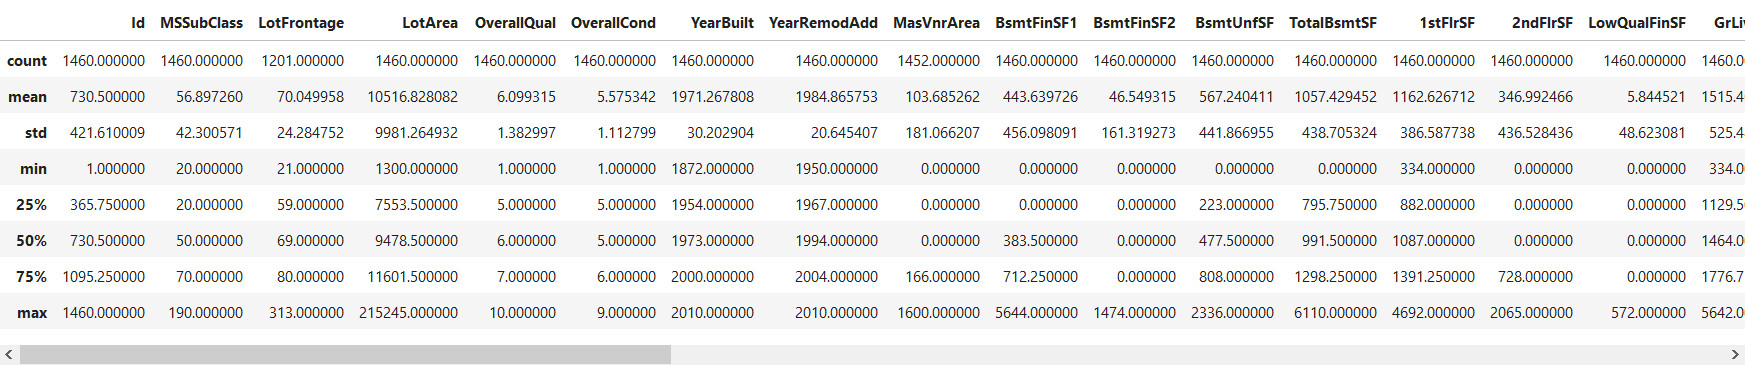 Id MSSubClass LotFrontage LotArea OverallQual OverallCond YearBuilt YearRemodAdd MasVnrArea BsmtFinSF1 BsmtFinSF2 BsmtUnfSF TotalBsmtSF 1stFlrSF 2ndFlrSF LowQualFinSF GrLiv
count 1460.000000 1460.000000 1201.000000 1460.000000 1460.000000 1460.000000 1460.000000 1460.000000 1452.000000 1460.000000 1460.000000 1460.000000 1460.000000 1460.000000 1460.000000 1460.000000 1460.0
mean 730.500000 56.897260 70.049958 10516.828082 6.099315 5.575342 1971.267808 1984.865753 103.685262 443.639726 46.549315 567.240411 1057.429452 1162.626712 346.992466 5.844521 1515.4
std 421.610009 42.300571 24.284752 9981.264932 1.382997 1.112799 30.202904 20.645407 181.066207 456.098091 161.319273 441.866955 438.705324 386.587738 436.528436 48.623081 525.4
min 1.000000 20.000000 21.000000 1300.000000 1.000000 1.000000 1872.000000 1950.000000 0.000000 0.000000 0.000000 0.000000 0.000000 334.000000 0.000000 0.000000 334.0
25% 365.750000 20.000000 59.000000 7553.500000 5.000000 5.000000 1954.000000 1967.000000 0.000000 0.000000 0.000000 223.000000 795.750000 882.000000 0.000000 0.000000 1129.5
50% 730.500000 50.000000 69.000000 9478.500000 6.000000 5.000000 1973.000000 1994.000000 0.000000 383.500000 0.000000 477.500000 991.500000 1087.000000 0.000000 0.000000 1464.0
75% 1095.250000 70.000000 80.000000 11601.500000 7.000000 6.000000 2000.000000 2004.000000 166.000000 712.250000 0.000000 808.000000 1298.250000 1391.250000 728.000000 0.000000 1776.7
max 1460.000000 190.000000 313.000000 215245.000000 10.000000 9.000000 2010.000000 2010.000000 1600.000000 5644.000000 1474.000000 2336.000000 6110.000000 4692.000000 2065.000000 572.000000 5642.0